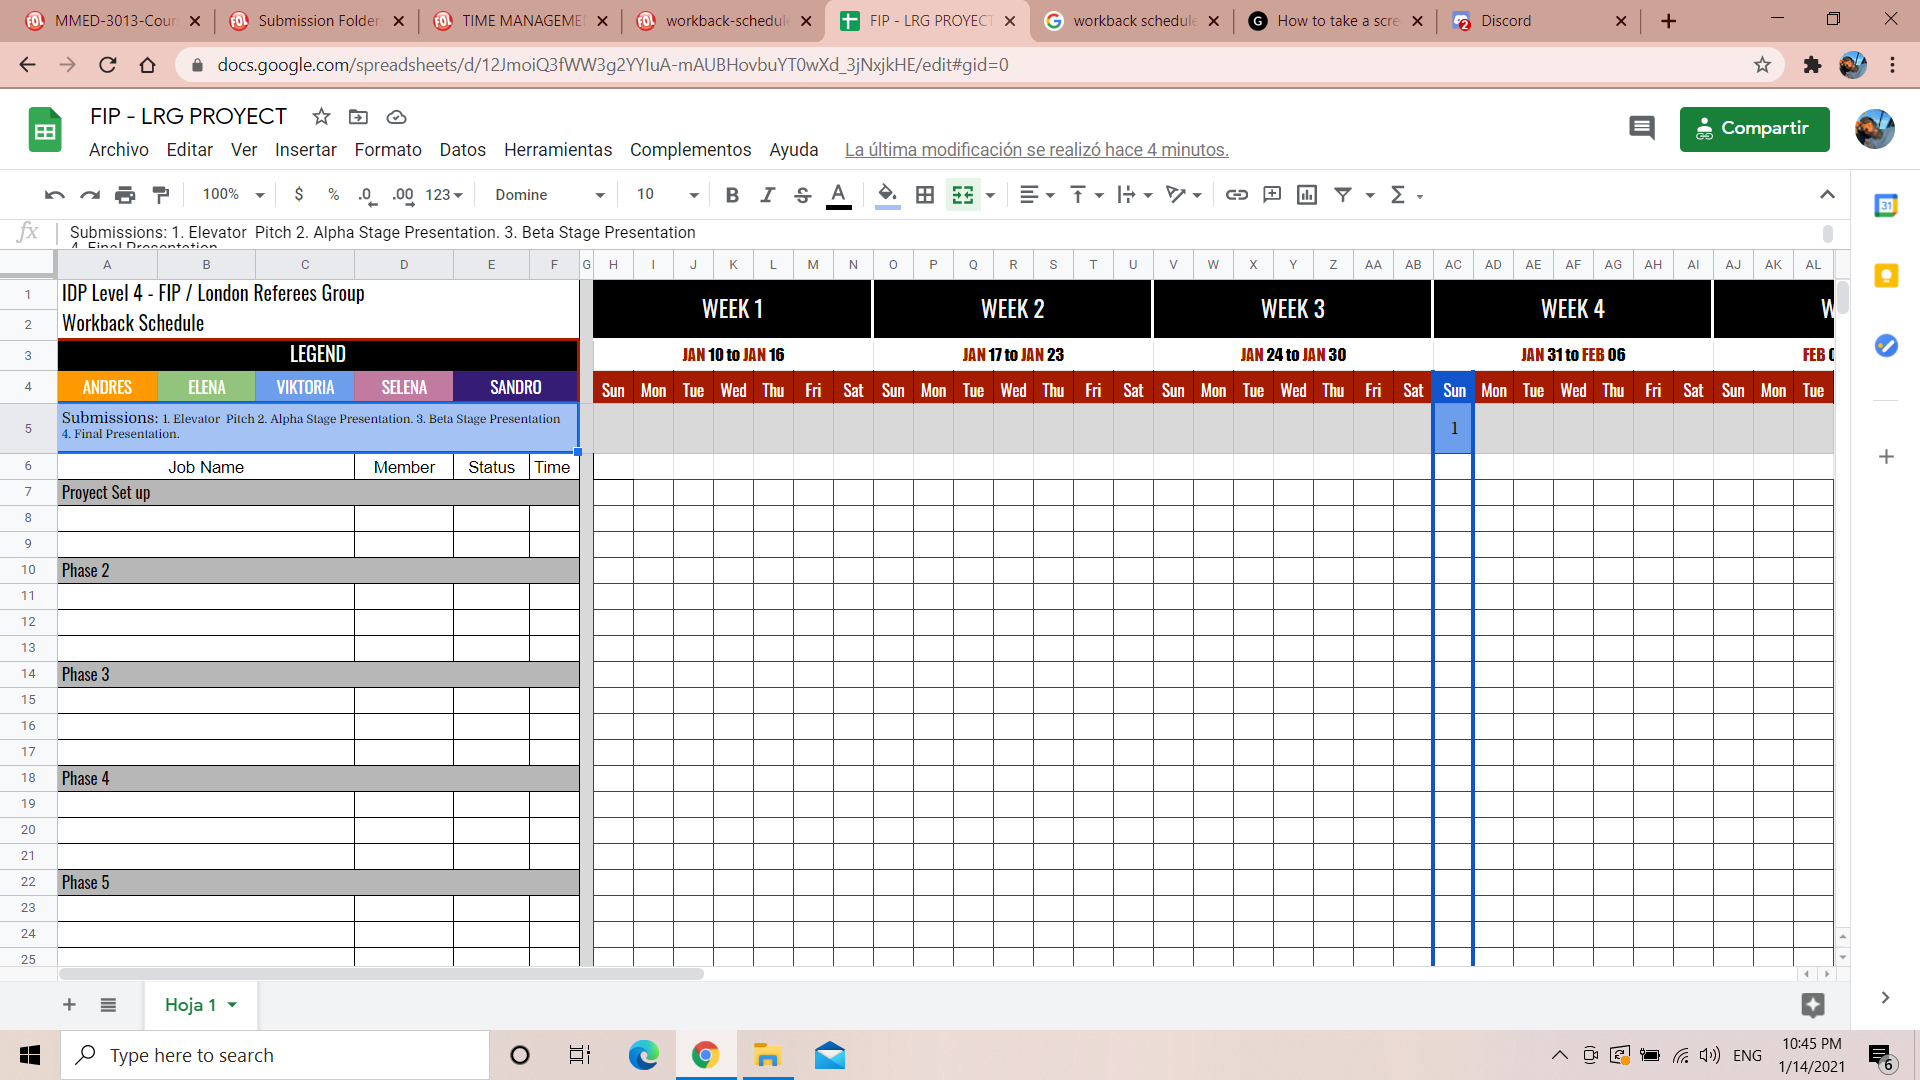 MMED-3013-Cour
Submission Folder
TIME MANAGEME
workback-schedule
FIP - LRG PROYECT
workback schedule
How to take a scre
Discord
docs.google.com/spreadsheets/d/12JmoiQ3fWW3g2YYIuA-mAUBHovbuYT0wXd_3jNxjkHE/edit#gid=0
FIP - LRG PROYECT
Archivo Editar Ver Insertar Formato Datos Herramientas Complementos Ayuda La última modificación se realizó hace 4 minutos.
Compartir
100% $ % .0 .00 123 Domine 10 B I S A
fx Submissions: 1. Elevator Pitch 2. Alpha Stage Presentation. 3. Beta Stage Presentation
4. Final Presentation.
A B C D E F G H I J K L M N O P Q R S T U V W X Y Z AA AB AC AD AE AF AG AH AI AJ AK AL
1 IDP Level 4 - FIP / London Referees Group
2 Workback Schedule
WEEK 1 WEEK 2 WEEK 3 WEEK 4 W
3 LEGEND JAN 10 to JAN 16 JAN 17 to JAN 23 JAN 24 to JAN 30 JAN 31 to FEB 06 FEB 0
4 ANDRES ELENA VIKTORIA SELENA SANDRO Sun Mon Tue Wed Thu Fri Sat Sun Mon Tue Wed Thu Fri Sat Sun Mon Tue Wed Thu Fri Sat Sun Mon Tue Wed Thu Fri Sat Sun Mon Tue
5 Submissions: 1. Elevator Pitch 2. Alpha Stage Presentation. 3. Beta Stage Presentation
4. Final Presentation.
1
6 Job Name Member Status Time
7 Proyect Set up
8
9
10 Phase 2
11
12
13
14 Phase 3
15
16
17
18 Phase 4
19
20
21
22 Phase 5
23
24
25
Hoja 1
Type here to search
ENG
10:45 PM
1/14/2021
6